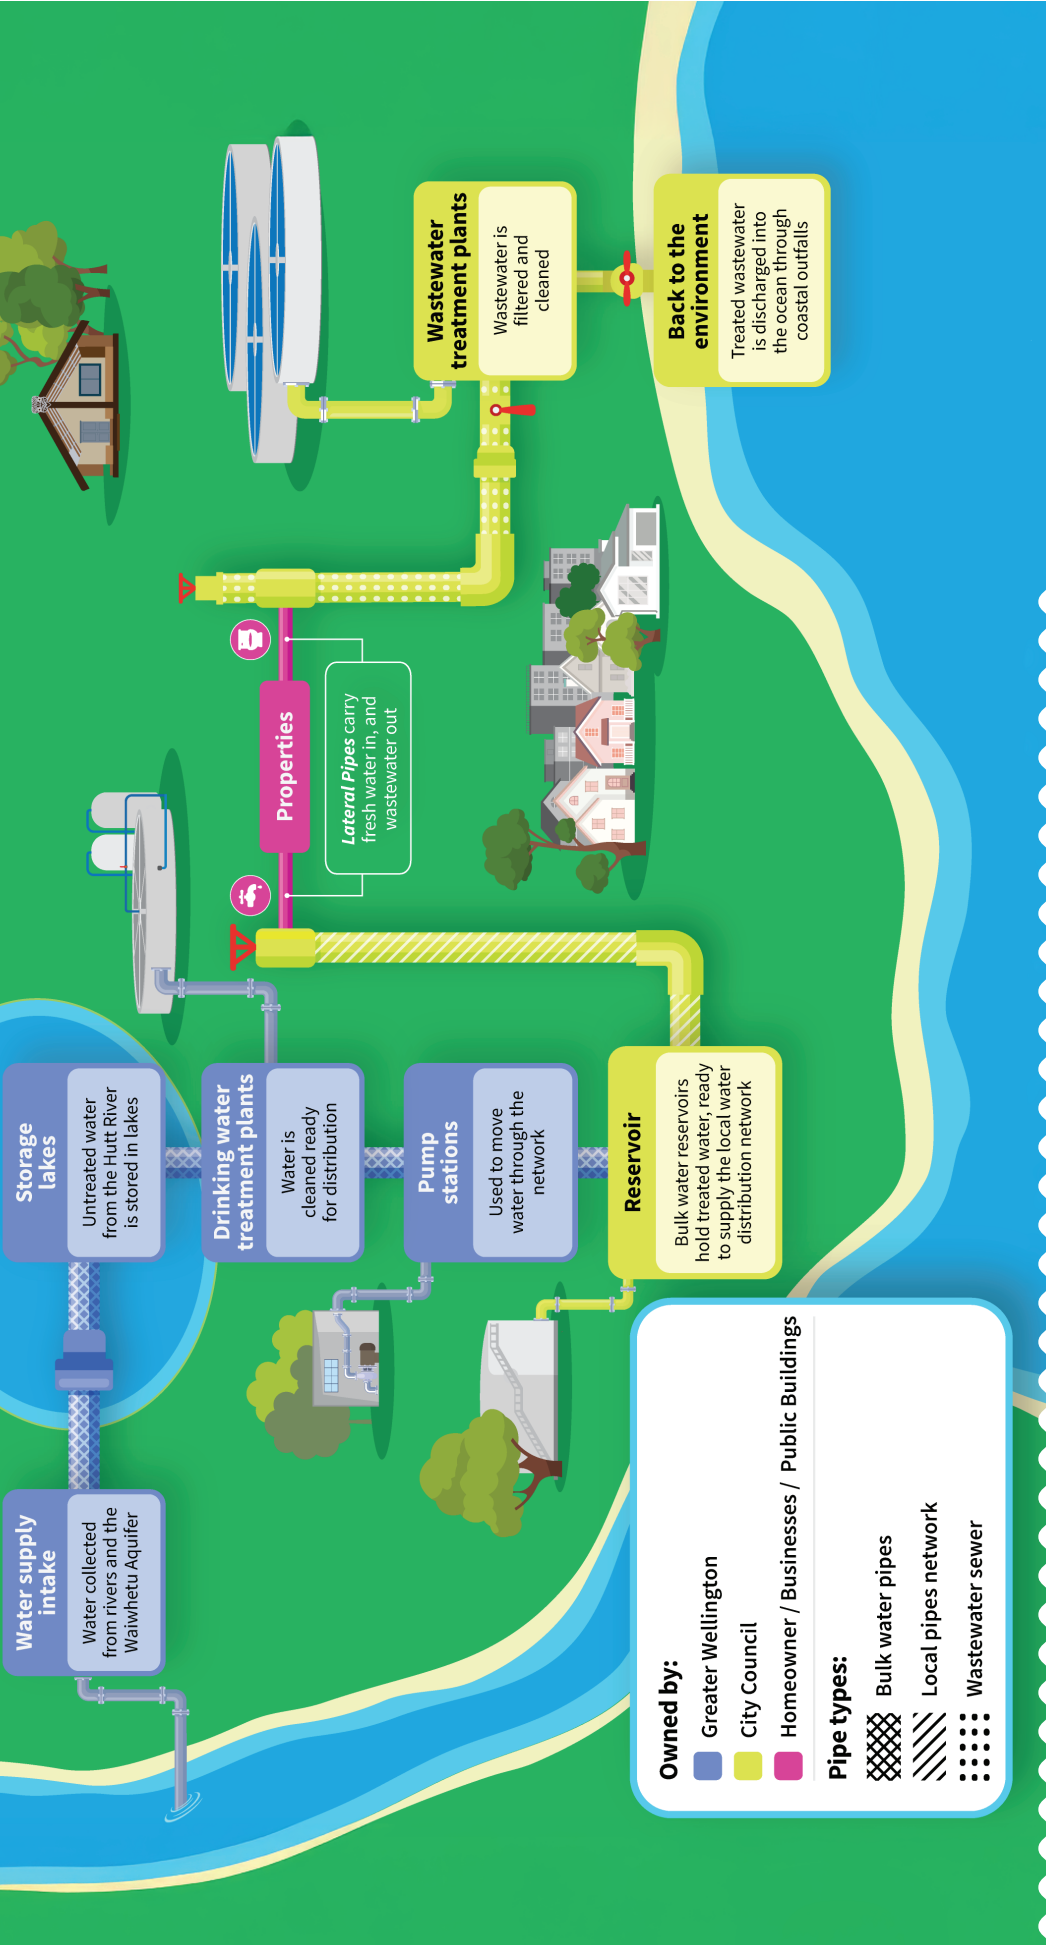 Water supply
intake
Water collected
from rivers and the
Waiwhetu Aquifer
Storage
lakes
Untreated water
from the Hutt River
is stored in lakes
Drinking water
treatment plants
Water is
cleaned ready
for distribution
Pump
stations
Used to move
water through the
network
Reservoir
Bulk water reservoirs
hold treated water, ready
to supply the local water
distribution network
Properties
Lateral Pipes carry
fresh water in, and
wastewater out
Wastewater
treatment plants
Wastewater is
filtered and
cleaned
Back to the
environment
Treated wastewater
is discharged into
the ocean through
coastal outfalls
Owned by:
Greater Wellington
City Council
Homeowner / Businesses / Public Buildings
Pipe types:
Bulk water pipes
Local pipes network
Wastewater sewer